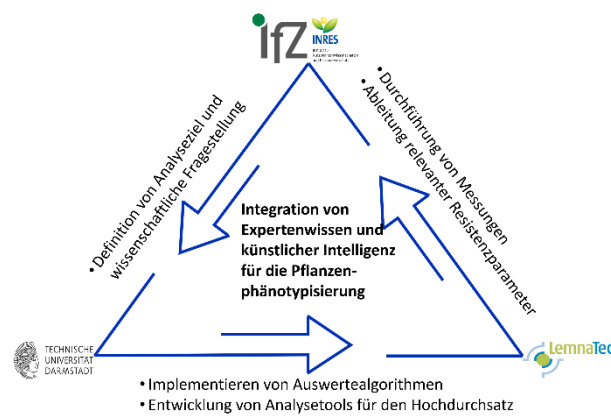 ifZ
INRES
• Definition von Analyseziel und
wissenschaftliche Fragestellung
• Durchführung von Messungen
• Ableitung relevanter Resistenzparameter
Integration von
Expertenwissen und
künstlicher Intelligenz
für die Pflanzen-
phänotypisierung
TECHNISCHE
UNIVERSITÄT
DARMSTADT
LemnaTec
• Implementieren von Auswertealgorithmen
• Entwicklung von Analysetools für den Hochdurchsatz